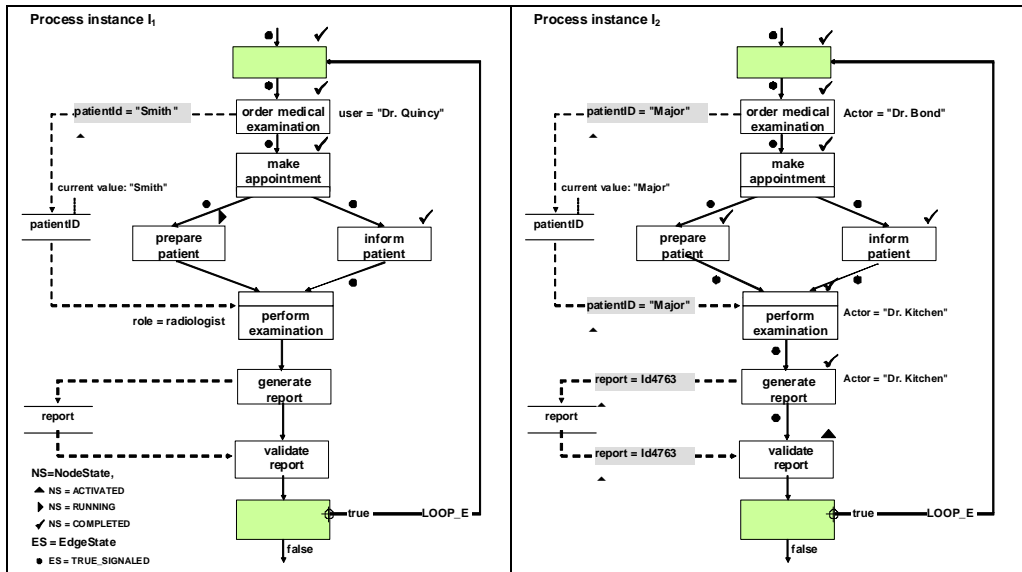 Process instance I1
patientId = "Smith"
order medical
examination
user = "Dr. Quincy"
make
appointment
current value: "Smith"
patientID
prepare
patient
inform
patient
role = radiologist
perform
examination
generate
report
report
validate
report
NS=NodeState,
NS = ACTIVATED
NS = RUNNING
NS = COMPLETED
ES = EdgeState
ES = TRUE_SIGNALED
true
LOOP_E
false
Process instance I2
patientID = "Major"
order medical
examination
Actor = "Dr. Bond"
make
appointment
current value: "Major"
patientID
prepare
patient
inform
patient
patientID = "Major"
perform
examination
Actor = "Dr. Kitchen"
report = Id4763
generate
report
Actor = "Dr. Kitchen"
report
report = Id4763
validate
report
true
LOOP_E
false